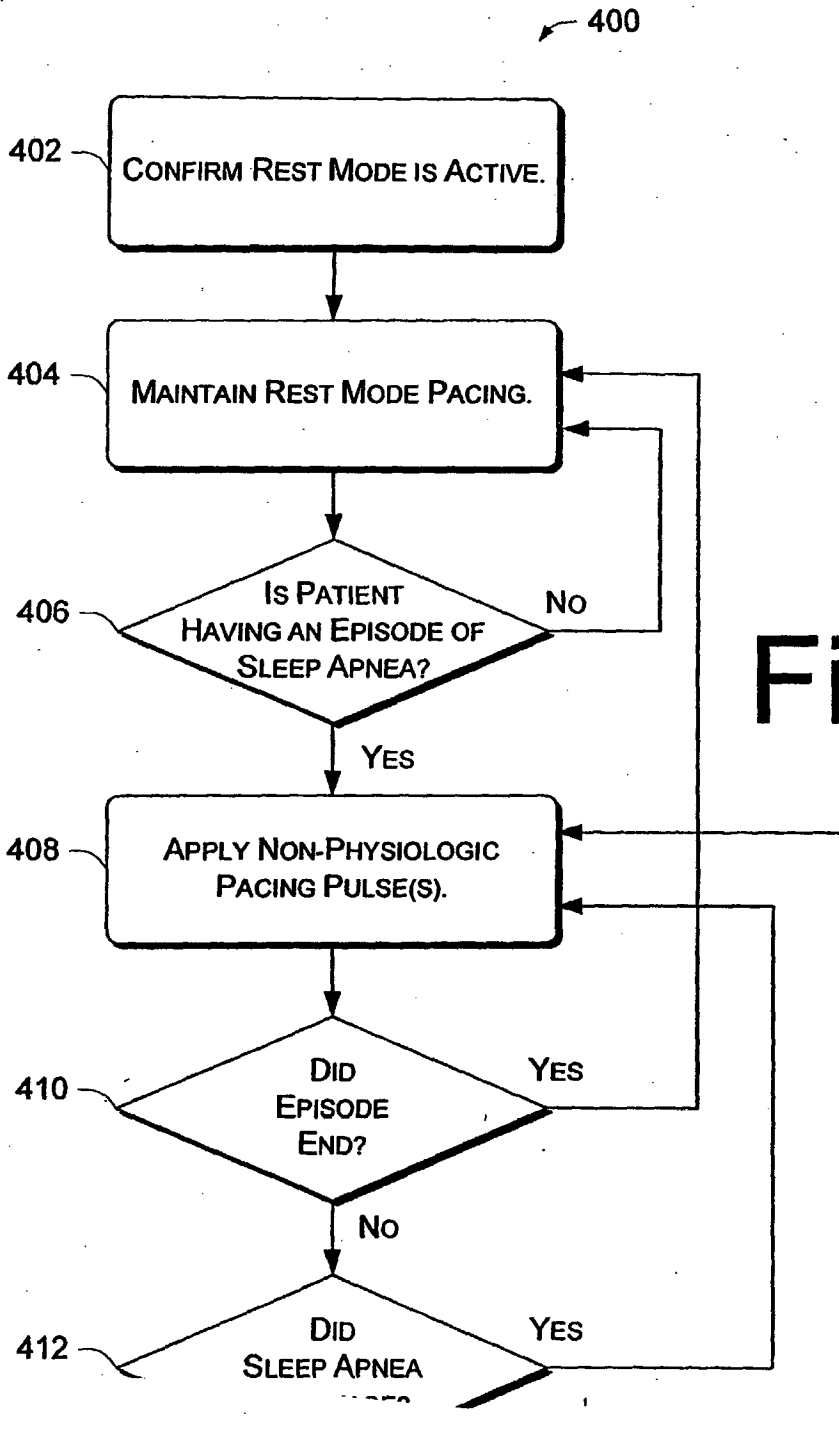 400
402
CONFIRM REST MODE IS ACTIVE.
404
MAINTAIN REST MODE PACING.
406
IS PATIENT
HAVING AN EPISODE OF
SLEEP APNEA?
NO
YES
Fi
408
APPLY NON-PHYSIOLOGIC
PACING PULSE(S).
410
DID
EPISODE
END?
YES
NO
412
DID
SLEEP APNEA
YES